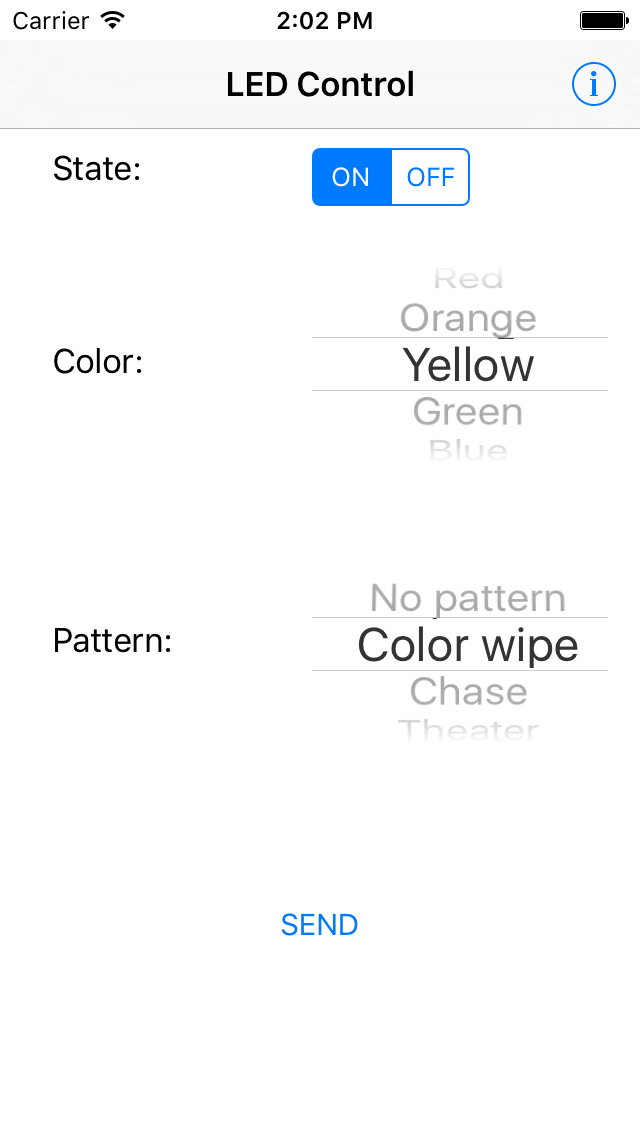 Carrier 2:02 PM
LED Control
State: ON OFF
Red
Orange
Color: Yellow
Green
Blue
No pattern
Pattern: Color wipe
Chase
Theater
SEND